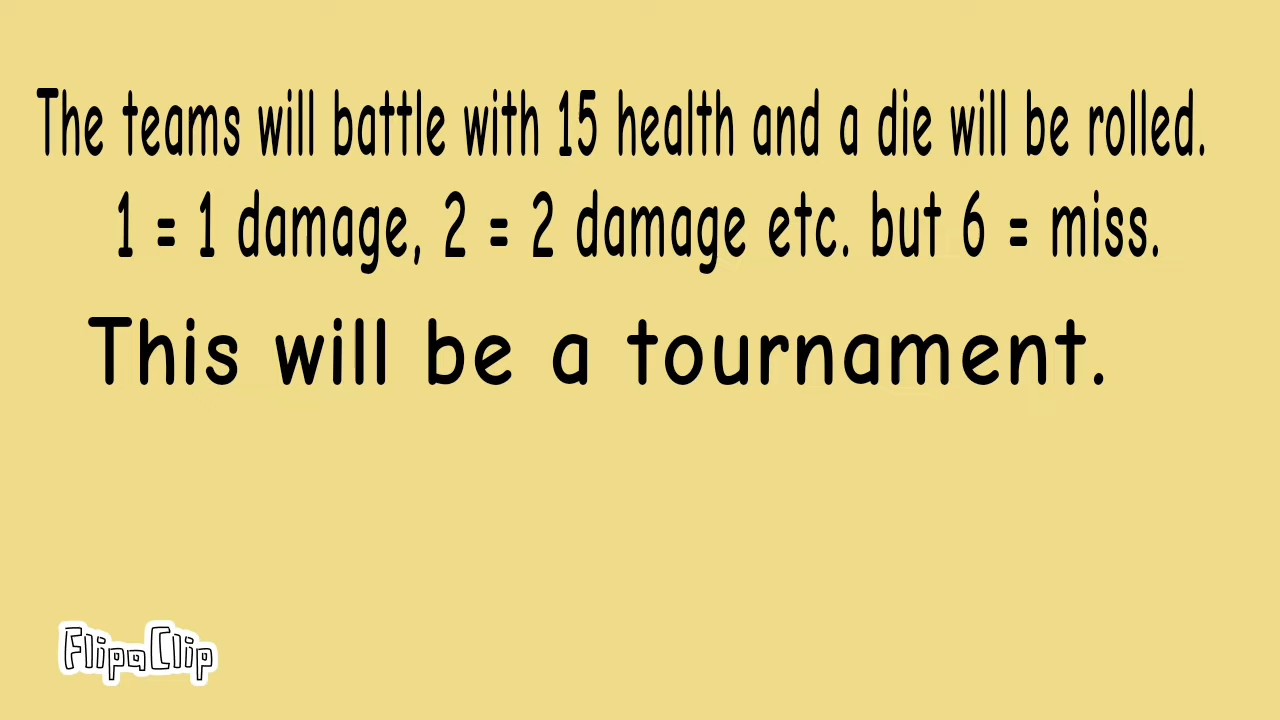 The teams will battle with 15 health and a die will be rolled.
1 = 1 damage, 2 = 2 damage etc. but 6 = miss.
This will be a tournament.
FlipaClip